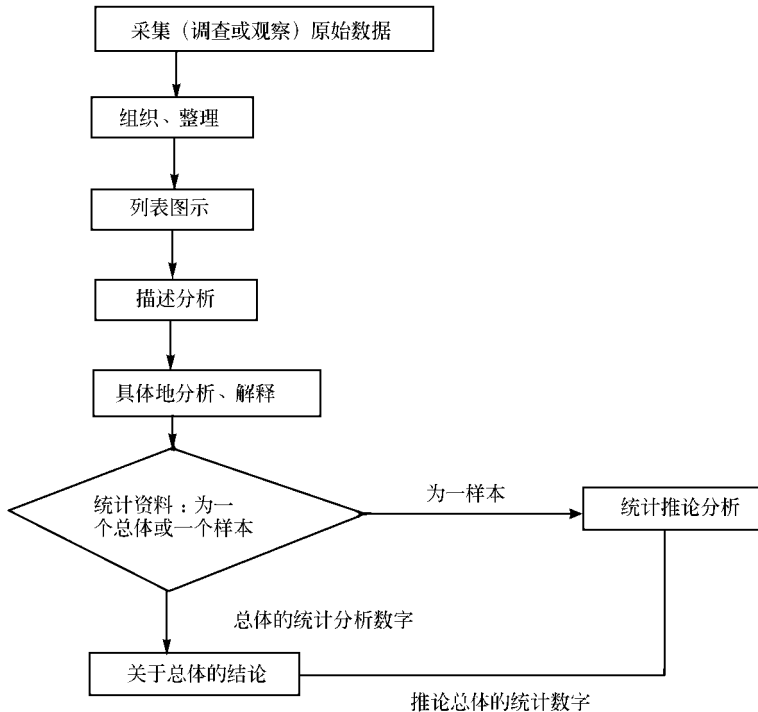 采集（调查或观察）原始数据
组织、整理
列表图示
描述分析
具体地分析、解释
统计资料：为一
个总体或一个样本
为一样本
统计推论分析
总体的统计分析数字
关于总体的结论
推论总体的统计数字